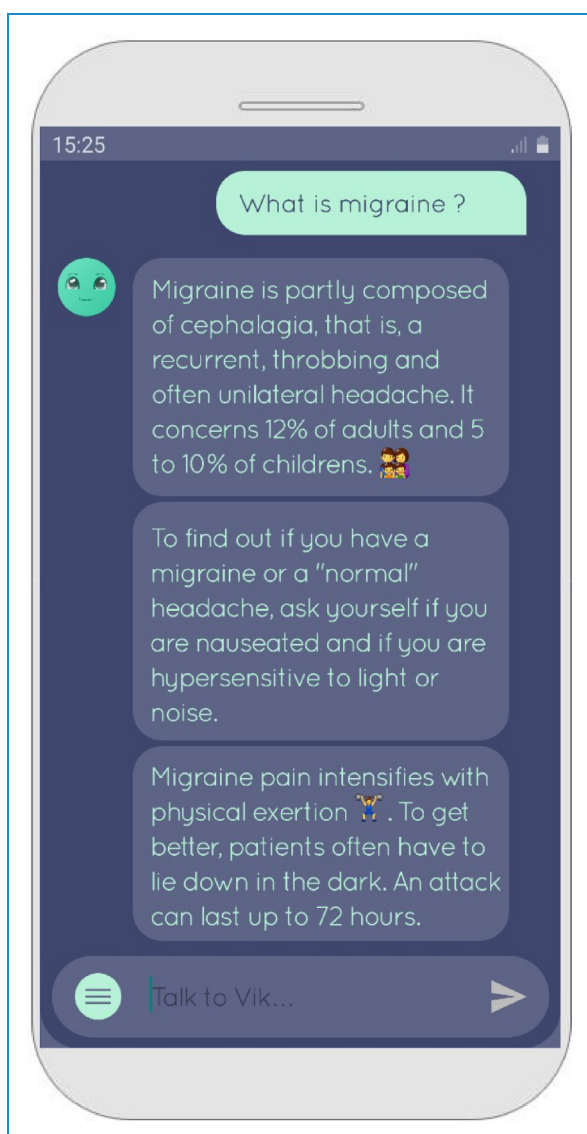 15:25
What is migraine ?
Migraine is partly composed
of cephalagia, that is, a
recurrent, throbbing and
often unilateral headache. It
concerns 12% of adults and 5
to 10% of childrens. 👨‍👩‍👧‍👦
To find out if you have a
migraine or a "normal"
headache, ask yourself if you
are nauseated and if you are
hypersensitive to light or
noise.
Migraine pain intensifies with
physical exertion 🏋️ . To get
better, patients often have to
lie down in the dark. An attack
can last up to 72 hours.
Talk to Vik...